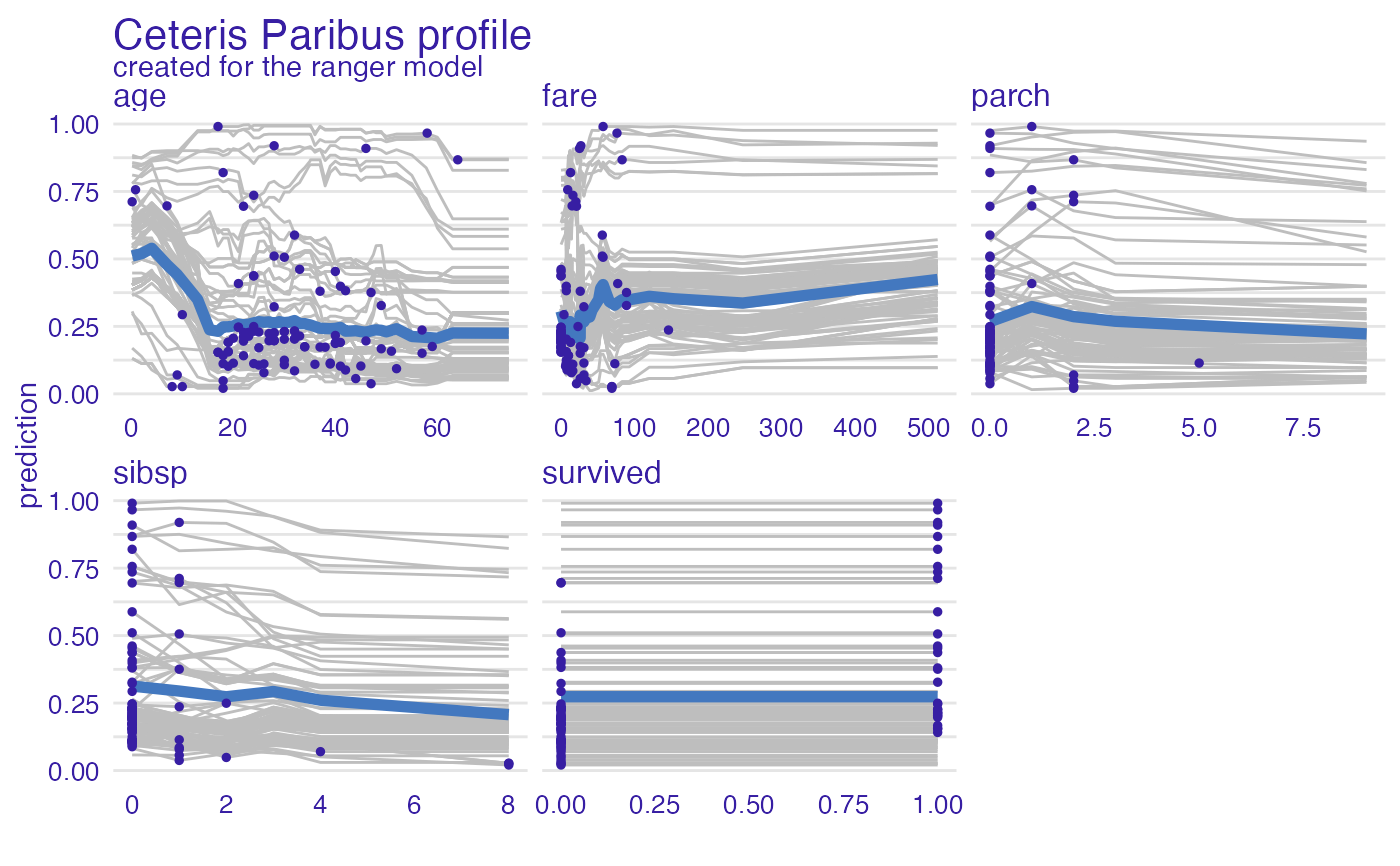 Ceteris Paribus profile
created for the ranger model
age
fare
parch
1.00
0.75
0.50
0.25
0.00
0 20 40 60
0 100 200 300 400 500
0.0 2.5 5.0 7.5
prediction
sibsp
survived
1.00
0.75
0.50
0.25
0.00
0 2 4 6 8
0.00 0.25 0.50 0.75 1.00